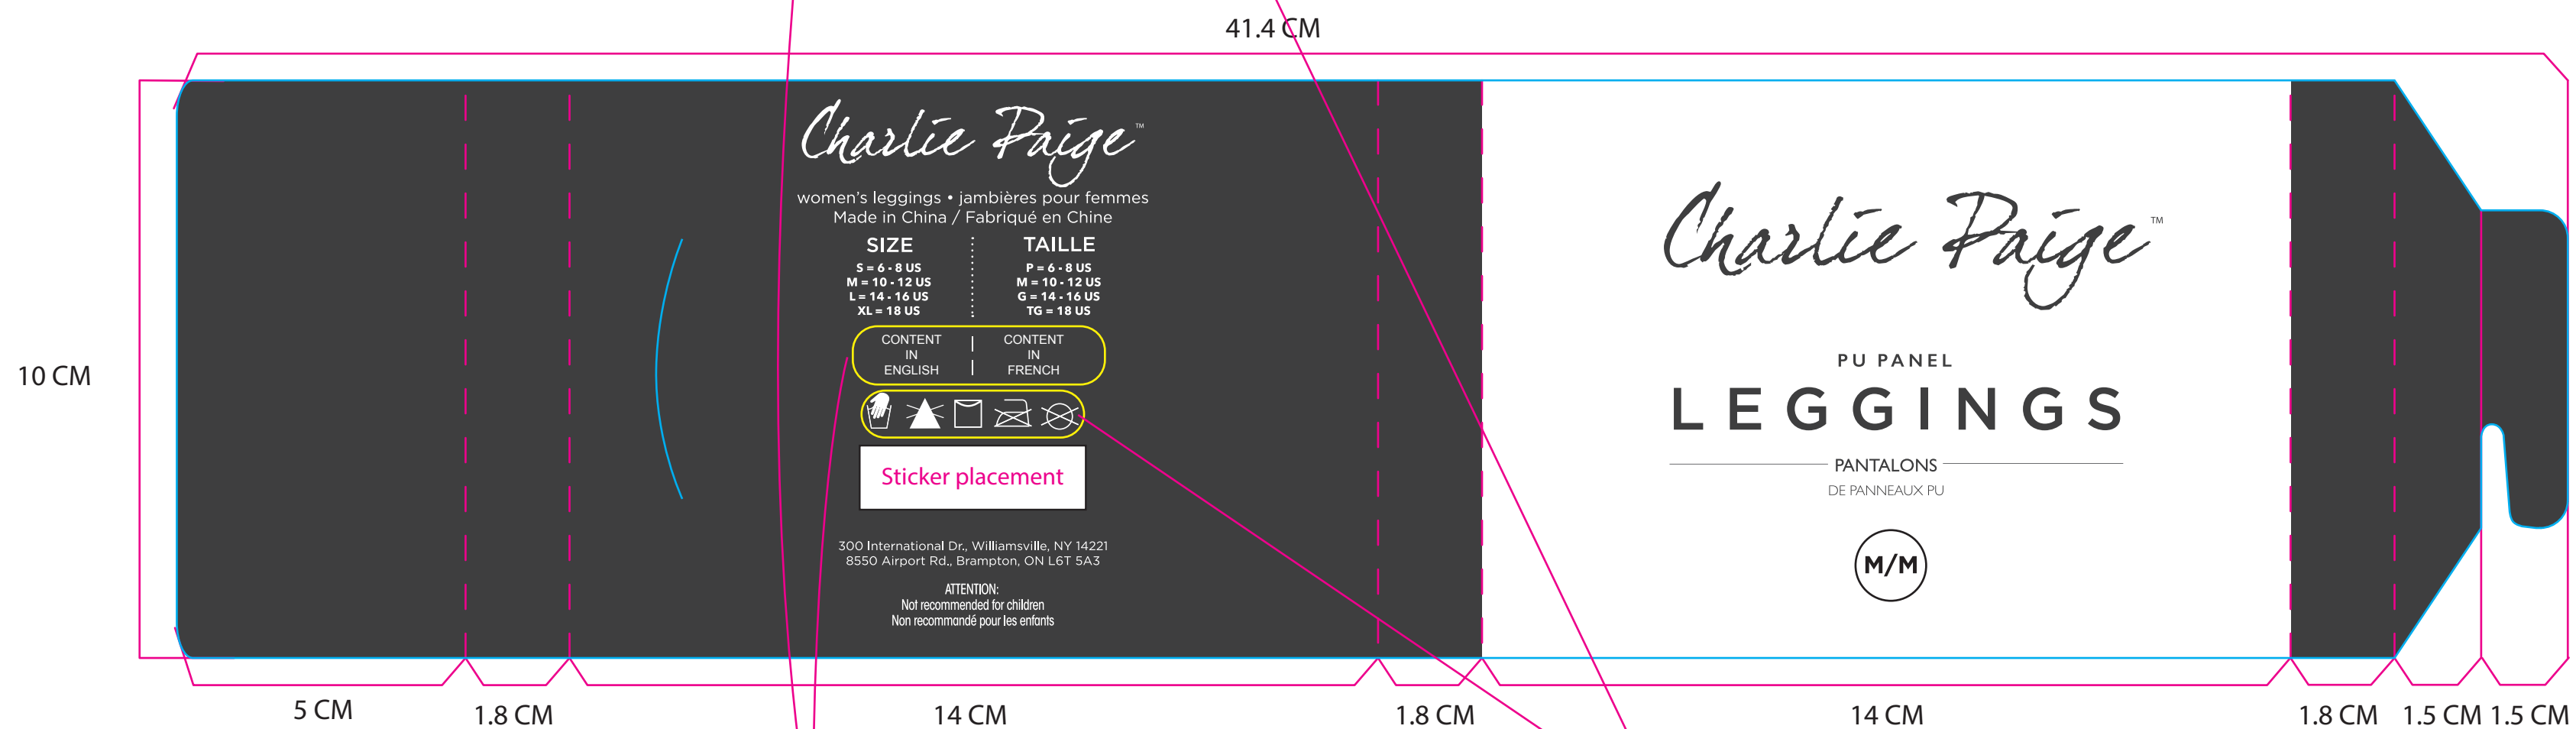 41.4 CM
10 CM
Charlie Paige™
women's leggings • jambières pour femmes
Made in China / Fabriqué en Chine
SIZE
S = 6 - 8 US
M = 10 - 12 US
L = 14 - 16 US
XL = 18 US
TAILLE
P = 6 - 8 US
M = 10 - 12 US
G = 14 - 16 US
TG = 18 US
CONTENT
IN
ENGLISH
CONTENT
IN
FRENCH
Sticker placement
300 International Dr., Williamsville, NY 14221
8550 Airport Rd., Brampton, ON L6T 5A3
ATTENTION:
Not recommended for children
Non recommandé pour les enfants
Charlie Paige™
PU PANEL
LEGGINGS
PANTALONS
DE PANNEAUX PU
M/M
5 CM
1.8 CM
14 CM
1.8 CM
14 CM
1.8 CM
1.5 CM
1.5 CM